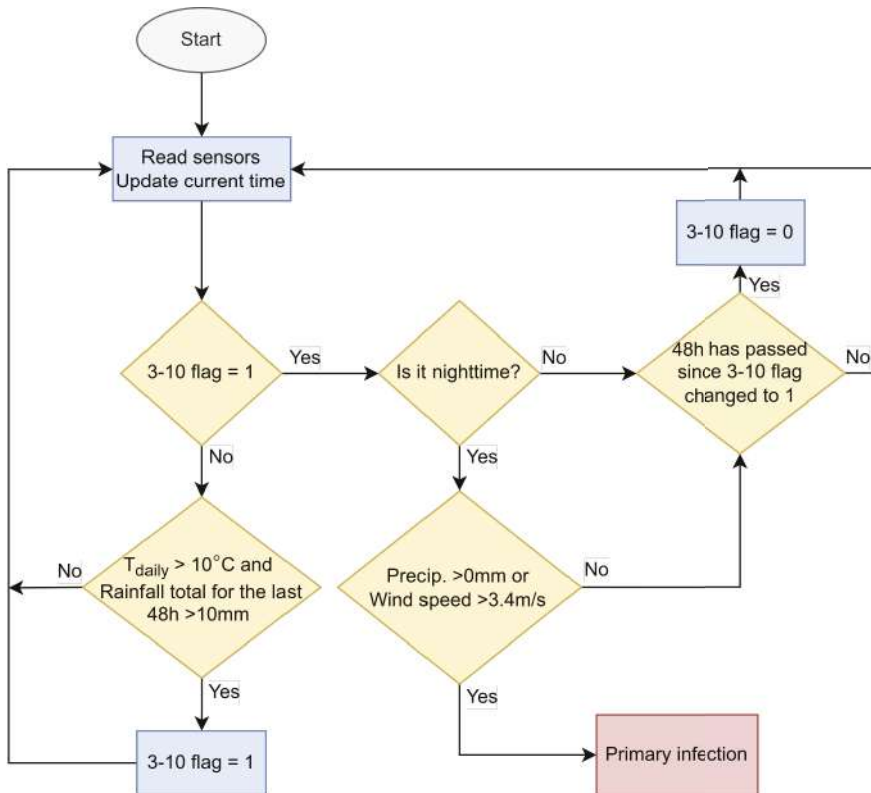 Start
Read sensors
Update current time
3-10 flag = 0
Yes
3-10 flag = 1
Yes
Is it nighttime?
No
48h has passed
since 3-10 flag
changed to 1
No
No
Yes
T_daily > 10°C and
Rainfall total for the last
48h >10mm
No
Precip. >0mm or
Wind speed >3.4m/s
No
Yes
Yes
3-10 flag = 1
Primary infection